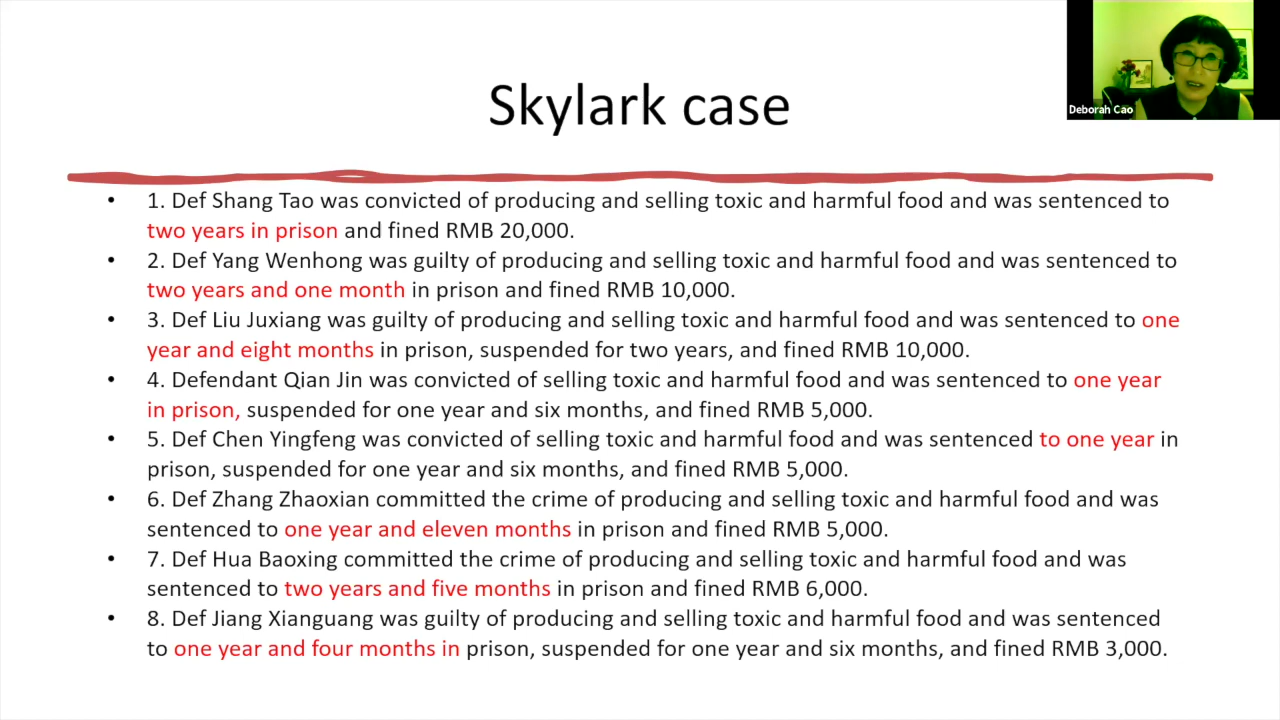 Deborah Cao
Skylark case
• 1. Def Shang Tao was convicted of producing and selling toxic and harmful food and was sentenced to
two years in prison and fined RMB 20,000.
• 2. Def Yang Wenhong was guilty of producing and selling toxic and harmful food and was sentenced to
two years and one month in prison and fined RMB 10,000.
• 3. Def Liu Juxiang was guilty of producing and selling toxic and harmful food and was sentenced to one
year and eight months in prison, suspended for two years, and fined RMB 10,000.
• 4. Defendant Qian Jin was convicted of selling toxic and harmful food and was sentenced to one year
in prison, suspended for one year and six months, and fined RMB 5,000.
• 5. Def Chen Yingfeng was convicted of selling toxic and harmful food and was sentenced to one year in
prison, suspended for one year and six months, and fined RMB 5,000.
• 6. Def Zhang Zhaoxian committed the crime of producing and selling toxic and harmful food and was
sentenced to one year and eleven months in prison and fined RMB 5,000.
• 7. Def Hua Baoxing committed the crime of producing and selling toxic and harmful food and was
sentenced to two years and five months in prison and fined RMB 6,000.
• 8. Def Jiang Xianguang was guilty of producing and selling toxic and harmful food and was sentenced
to one year and four months in prison, suspended for one year and six months, and fined RMB 3,000.